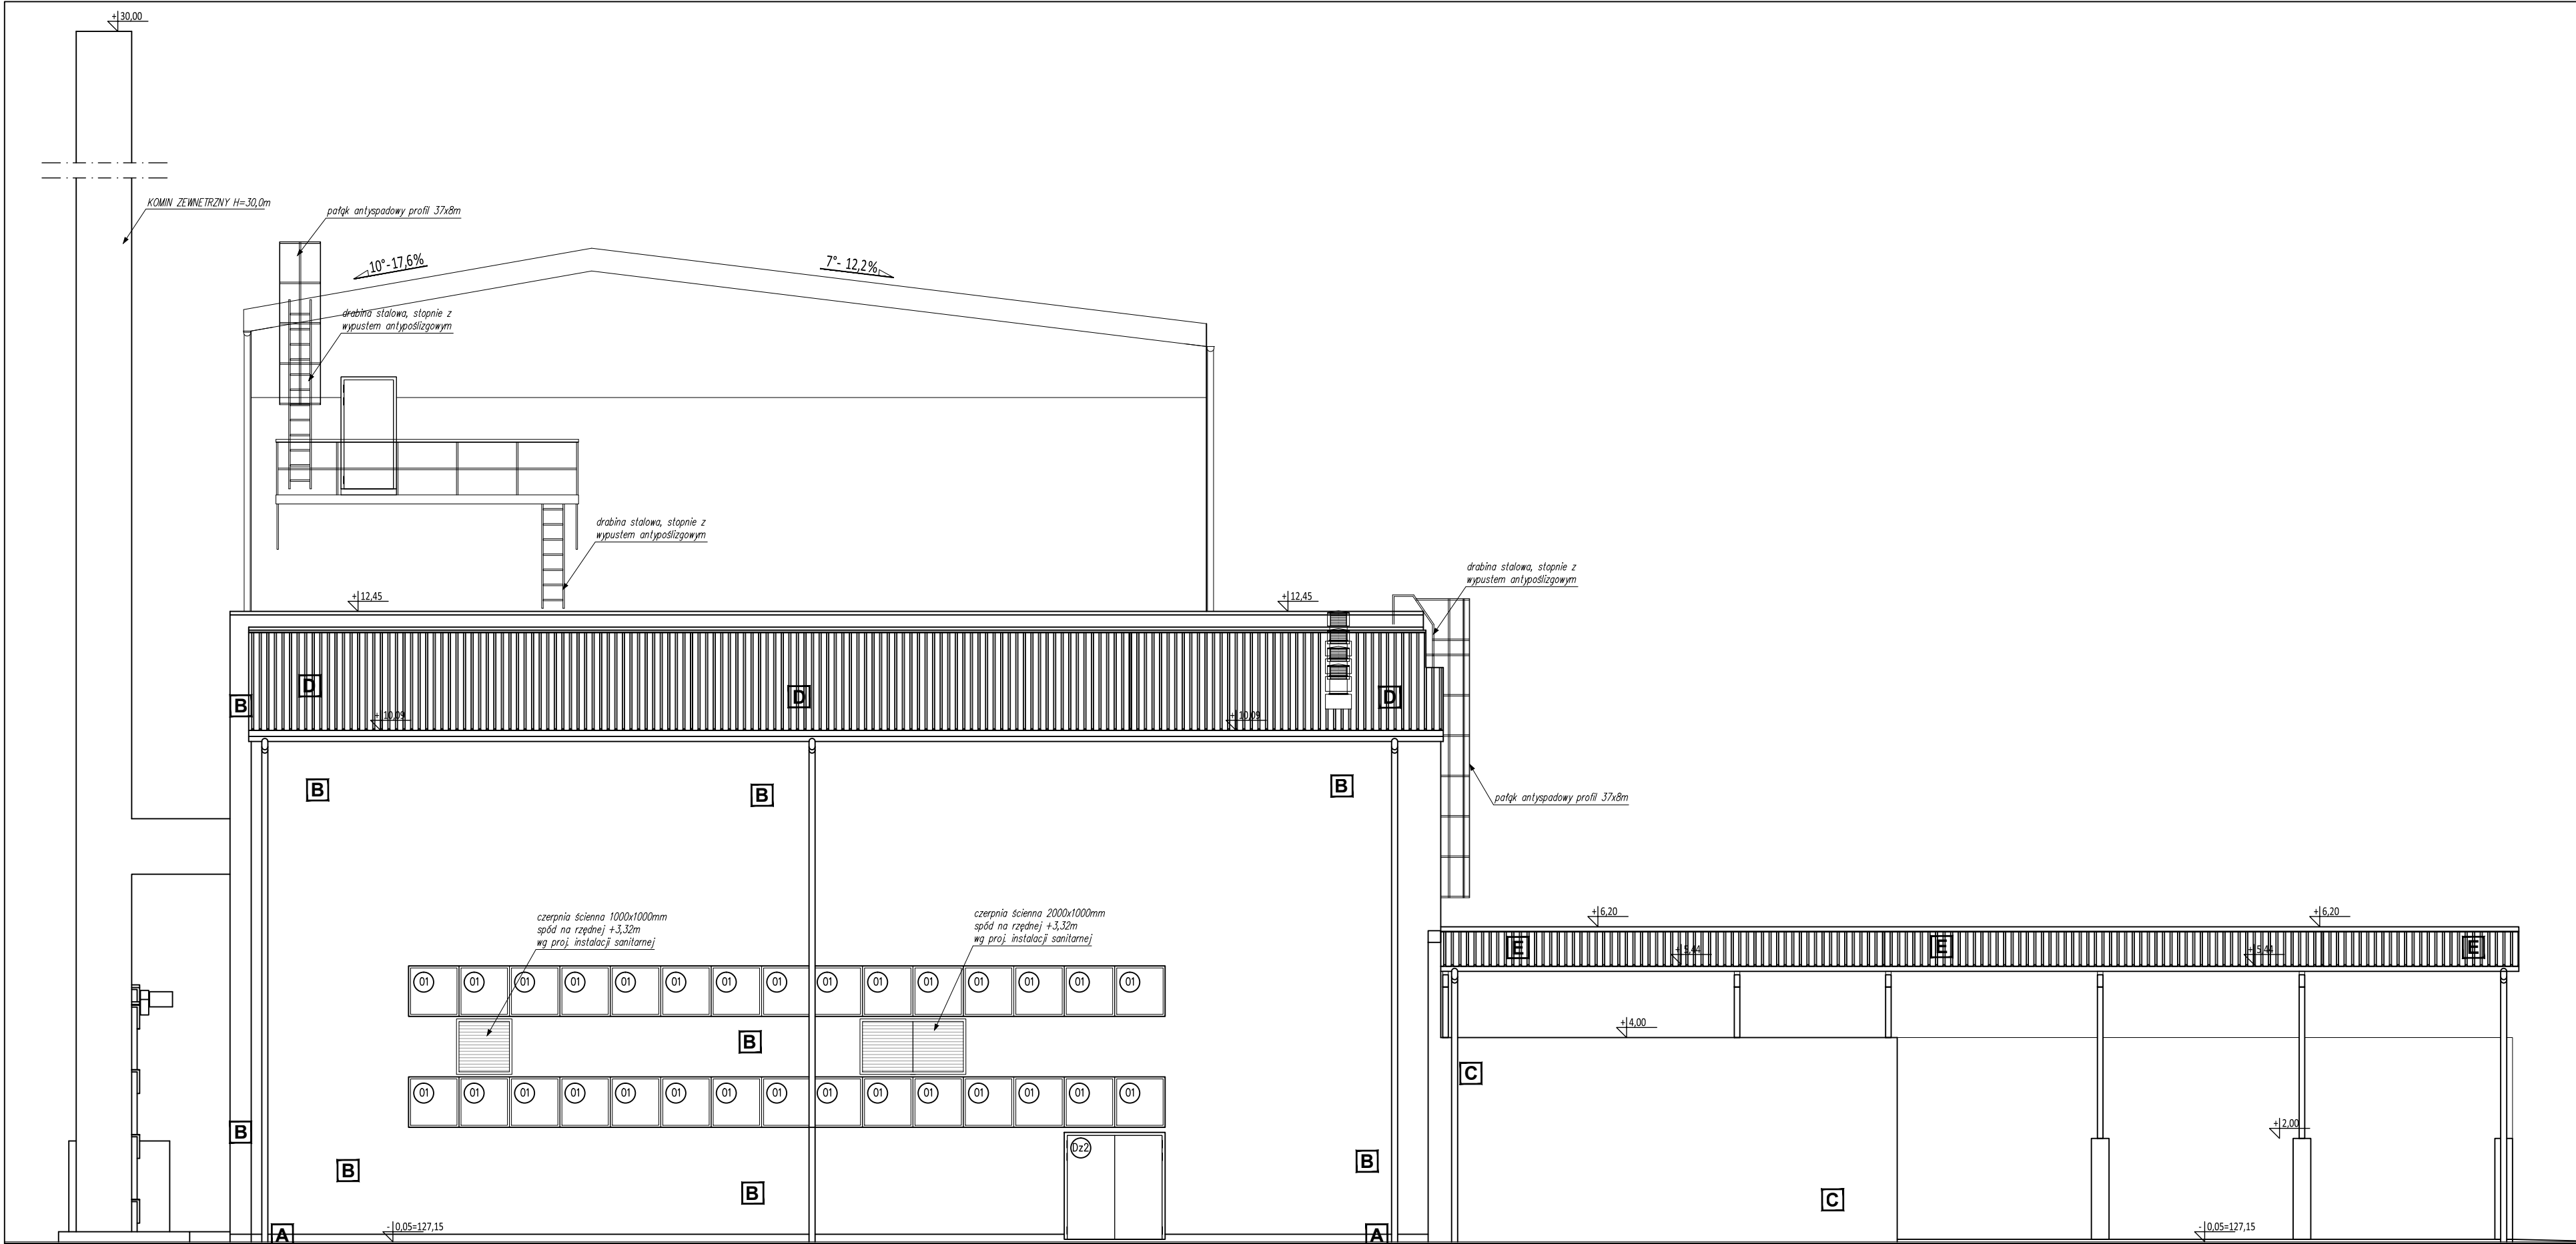 +30,00
KOMIN ZEWNETRZNY H=30,0m
pałąk antyspadowy profil 37x8m
10°-17,6%
7°- 12,2%
drabina stalowa, stopnie z
wypustem antypoślizgowym
drabina stalowa, stopnie z
wypustem antypoślizgowym
drabina stalowa, stopnie z
wypustem antypoślizgowym
+12,45
+12,45
D
D
D
B
+10,09
+10,09
B
B
B
pałąk antyspadowy profil 37x8m
czerpnia ścienna 1000x1000mm
spód na rzędnej +3,32m
wg proj. instalacji sanitarnej
czerpnia ścienna 2000x1000mm
spód na rzędnej +3,32m
wg proj. instalacji sanitarnej
+6,20
+6,20
E
E
E
+5,44
+5,44
01 01 01 01 01 01 01 01 01 01 01 01 01 01 01
+4,00
B
C
01 01 01 01 01 01 01 01 01 01 01 01 01 01 01
+2,00
B
Dz2
B
B
B
C
A
-0,05=127,15
A
-0,05=127,15